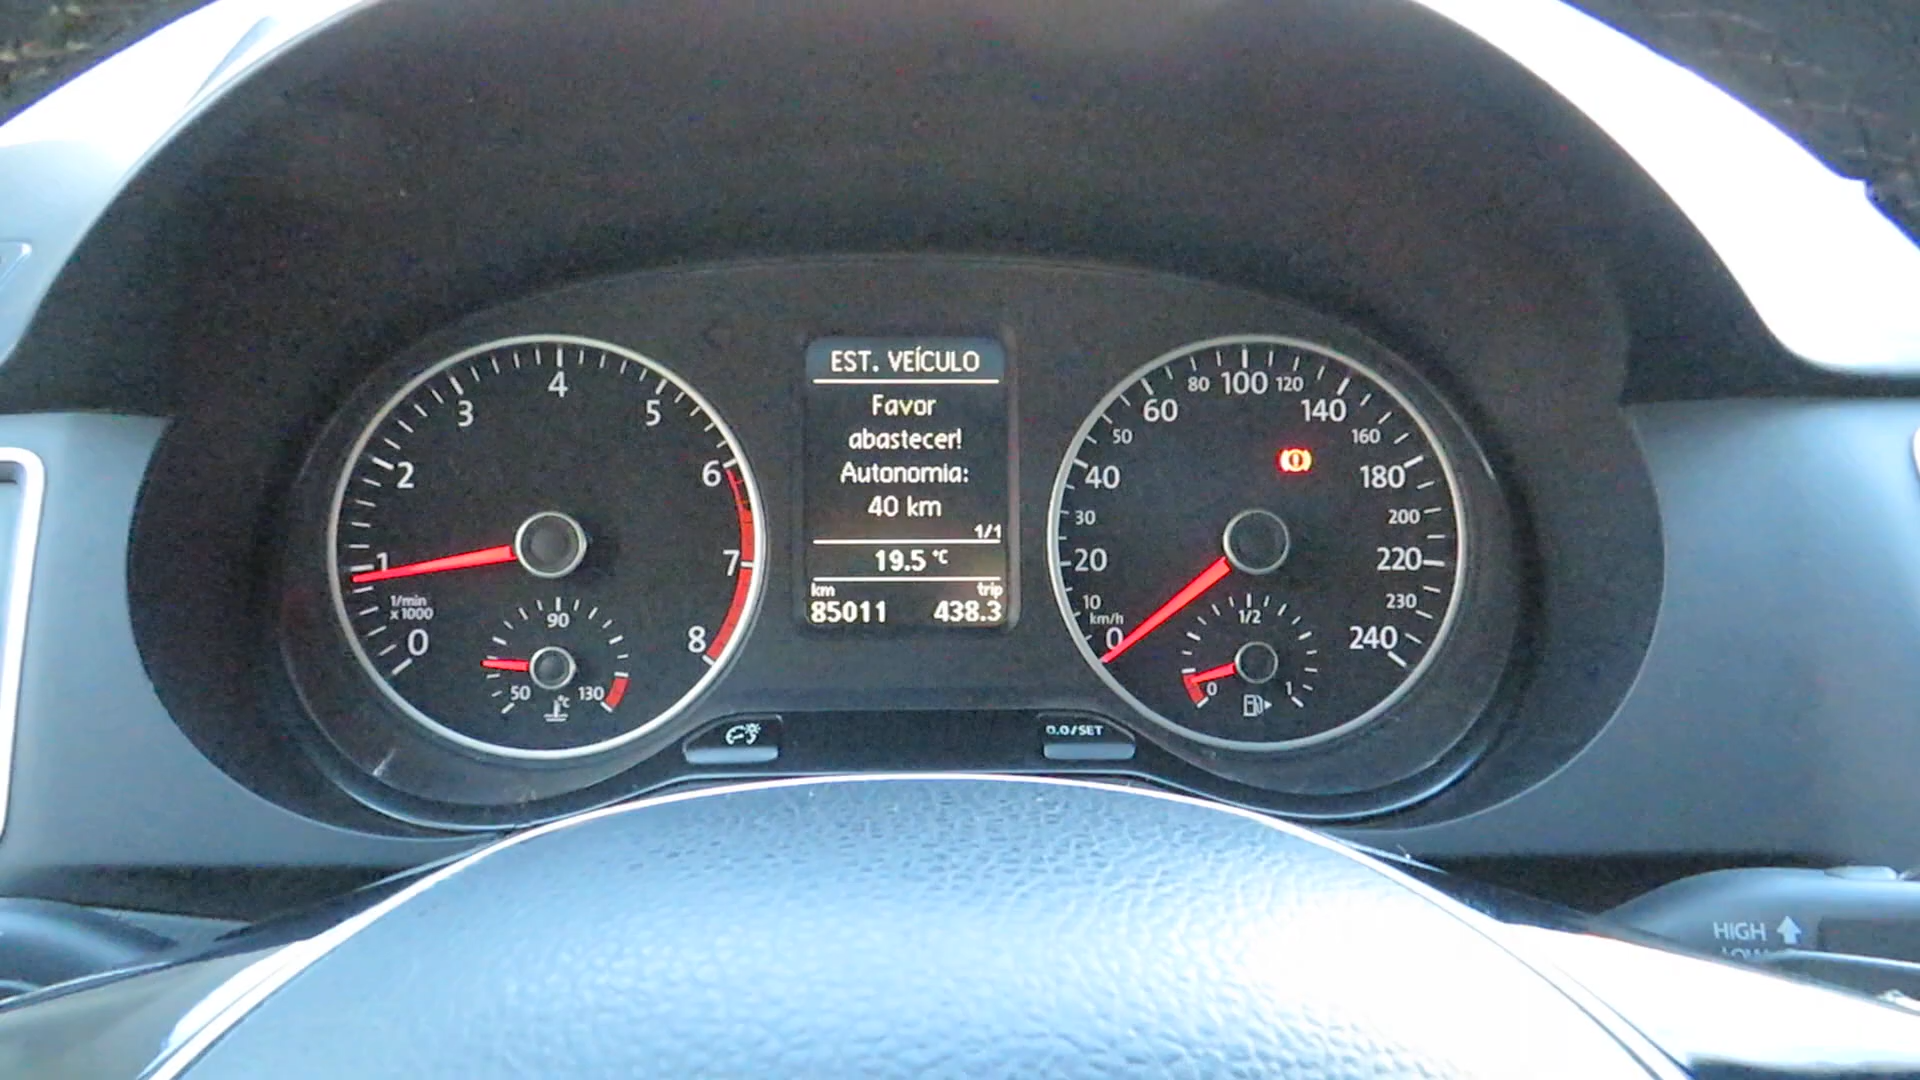 EST. VEÍCULO
Favor
abastecer!
Autonomia:
40 km
1/1
19.5 °C
km trip
85011 438.3
0 1 2 3 4 5 6 7 8
1/min
x 1000
50 90 130
°C
0 10 20 30 40 50 60 80 100 120 140 160 180 200 220 230 240
km/h
0 1/2 1
0.0/SET
HIGH
LOW